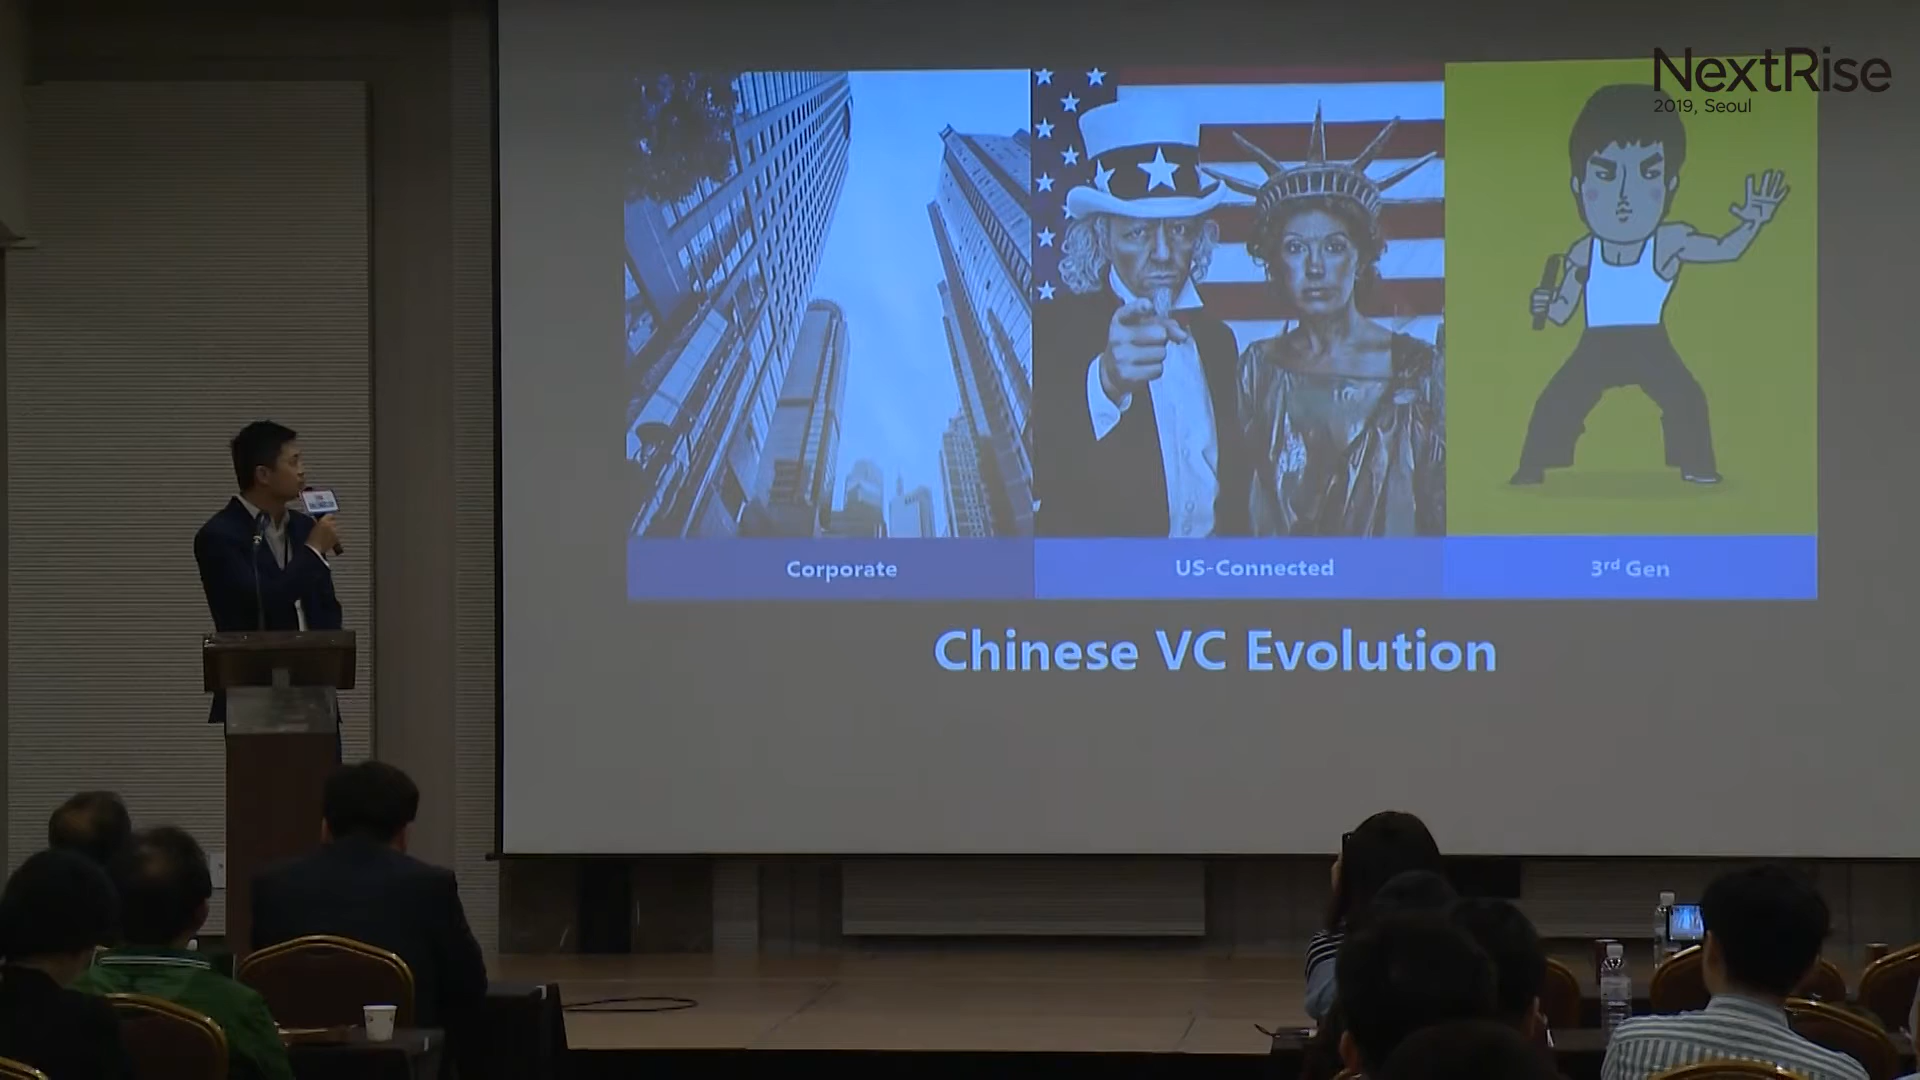 NextRise
2019, Seoul
Corporate
US-Connected
3rd Gen
Chinese VC Evolution